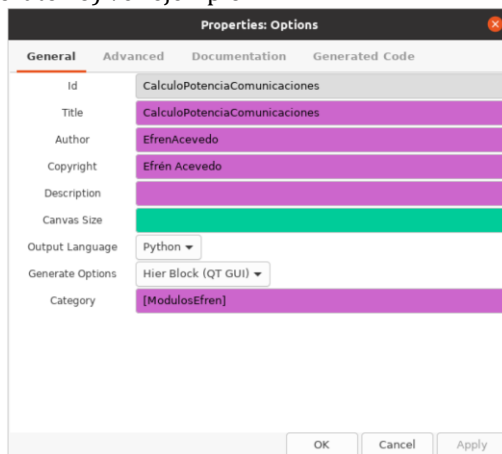 Properties: Options
General Advanced Documentation Generated Code
Id CalculoPotenciaComunicaciones
Title CalculoPotenciaComunicaciones
Author EfrenAcevedo
Copyright Efrén Acevedo
Description
Canvas Size
Output Language Python
Generate Options Hier Block (QT GUI)
Category [ModulosEfren]
OK Cancel Apply